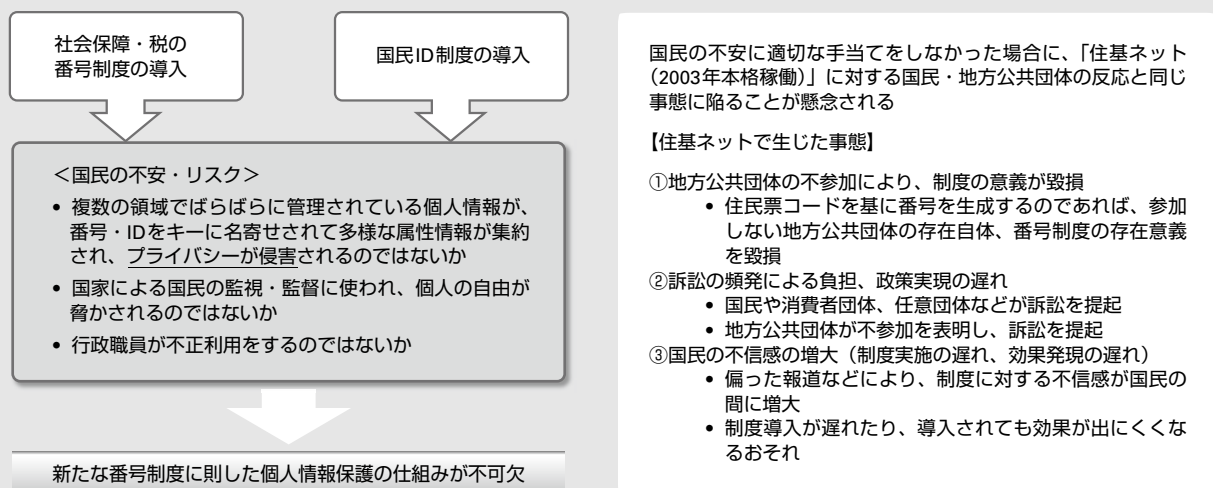 社会保障・税の
番号制度の導入
国民ID制度の導入
＜国民の不安・リスク＞
• 複数の領域でばらばらに管理されている個人情報が、
番号・IDをキーに名寄せされて多様な属性情報が集約
され、プライバシーが侵害されるのではないか
• 国家による国民の監視・監督に使われ、個人の自由が
脅かされるのではないか
• 行政職員が不正利用をするのではないか
新たな番号制度に則した個人情報保護の仕組みが不可欠
国民の不安に適切な手当てをしなかった場合に、「住基ネット
（2003年本格稼働）」に対する国民・地方公共団体の反応と同じ
事態に陥ることが懸念される
【住基ネットで生じた事態】
①地方公共団体の不参加により、制度の意義が毀損
• 住民票コードを基に番号を生成するのであれば、参加
しない地方公共団体の存在自体、番号制度の存在意義
を毀損
②訴訟の頻発による負担、政策実現の遅れ
• 国民や消費者団体、任意団体などが訴訟を提起
• 地方公共団体が不参加を表明し、訴訟を提起
③国民の不信感の増大（制度実施の遅れ、効果発現の遅れ）
• 偏った報道などにより、制度に対する不信感が国民の
間に増大
• 制度導入が遅れたり、導入されても効果が出にくくな
るおそれ